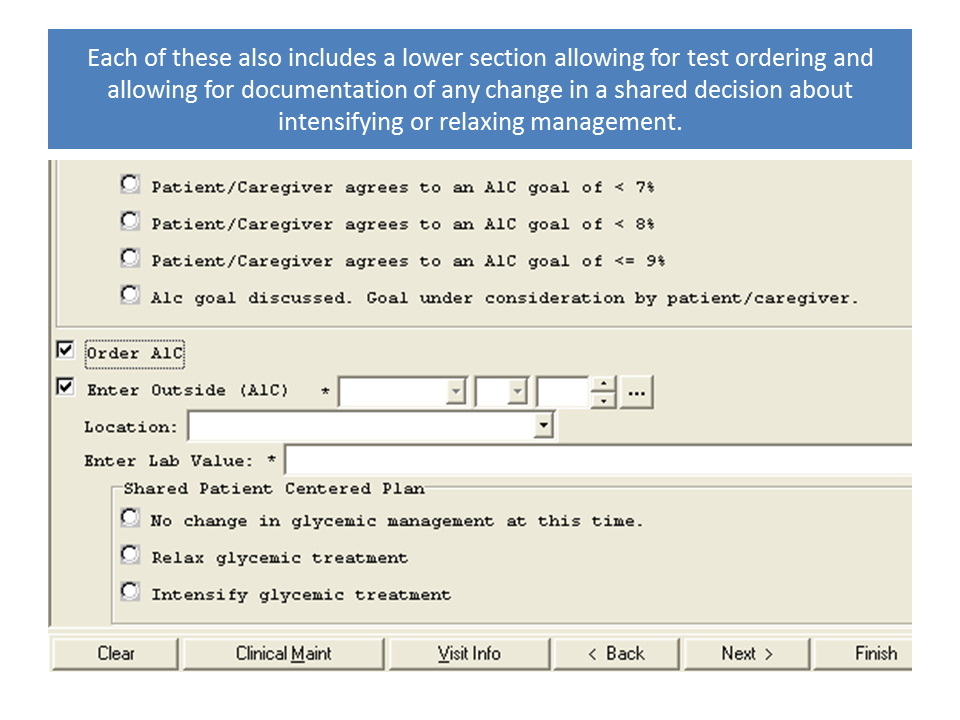 Each of these also includes a lower section allowing for test ordering and
allowing for documentation of any change in a shared decision about
intensifying or relaxing management.
Patient/Caregiver agrees to an A1C goal of < 7%
Patient/Caregiver agrees to an A1C goal of < 8%
Patient/Caregiver agrees to an A1C goal of <= 9%
A1c goal discussed. Goal under consideration by patient/caregiver.
Order A1C
Enter Outside (A1C) * ...
Location:
Enter Lab Value: *
Shared Patient Centered Plan
No change in glycemic management at this time.
Relax glycemic treatment
Intensify glycemic treatment
Clear Clinical Maint Visit Info < Back Next > Finish